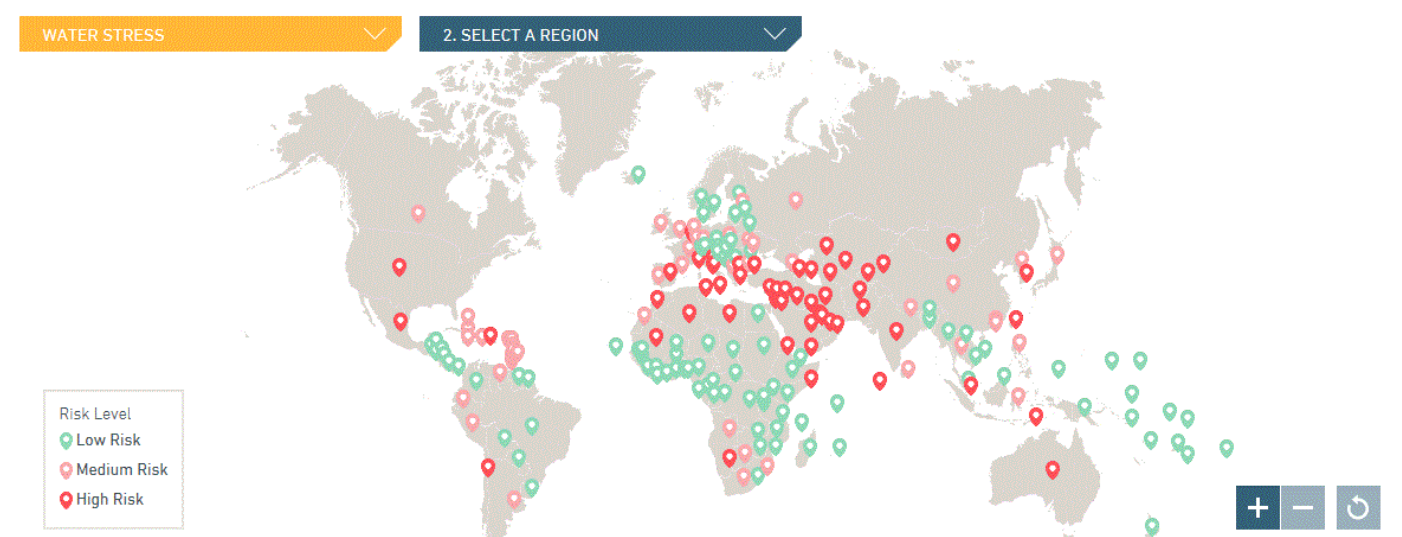 WATER STRESS
2. SELECT A REGION
Risk Level
Low Risk
Medium Risk
High Risk